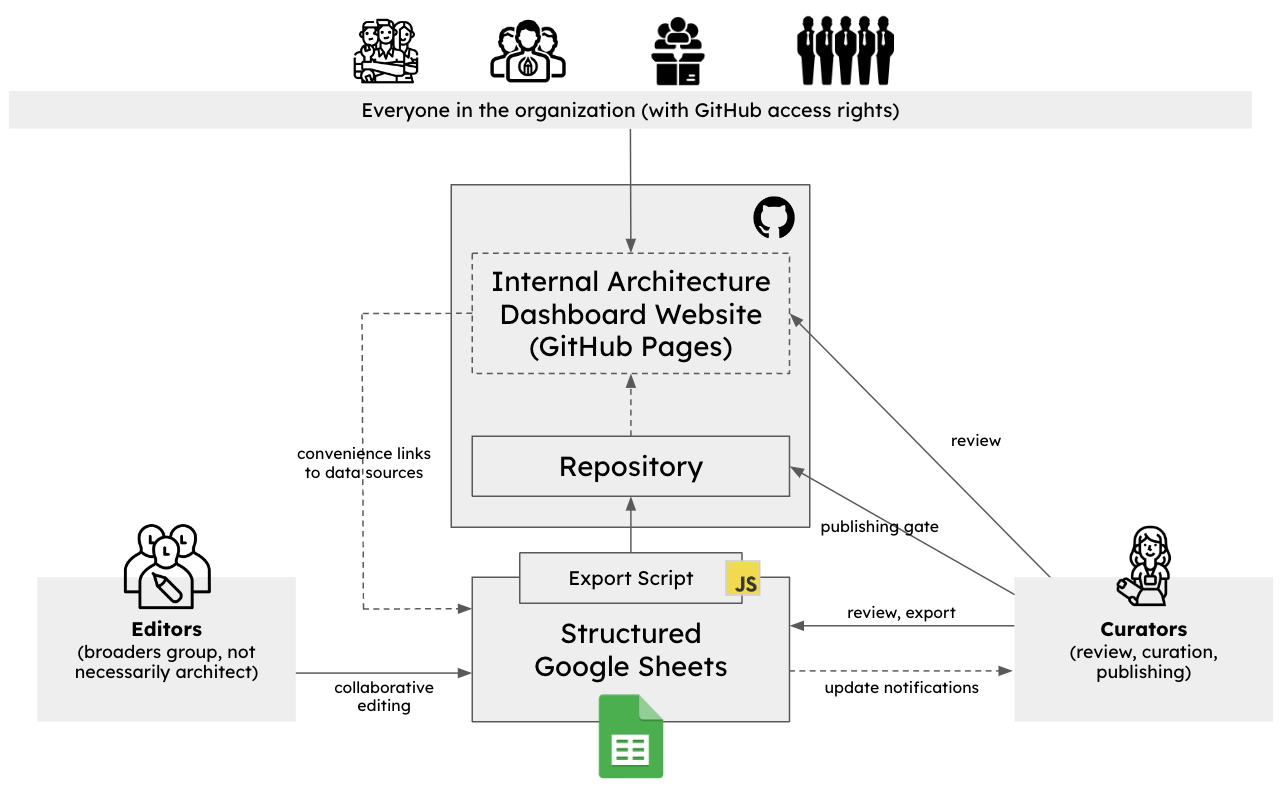 Everyone in the organization (with GitHub access rights)
Internal Architecture
Dashboard Website
(GitHub Pages)
review
convenience links
to data sources
Repository
publishing gate
Export Script
JS
Structured
Google Sheets
Editors
(broaders group, not
necessarily architect)
collaborative
editing
review, export
update notifications
Curators
(review, curation,
publishing)